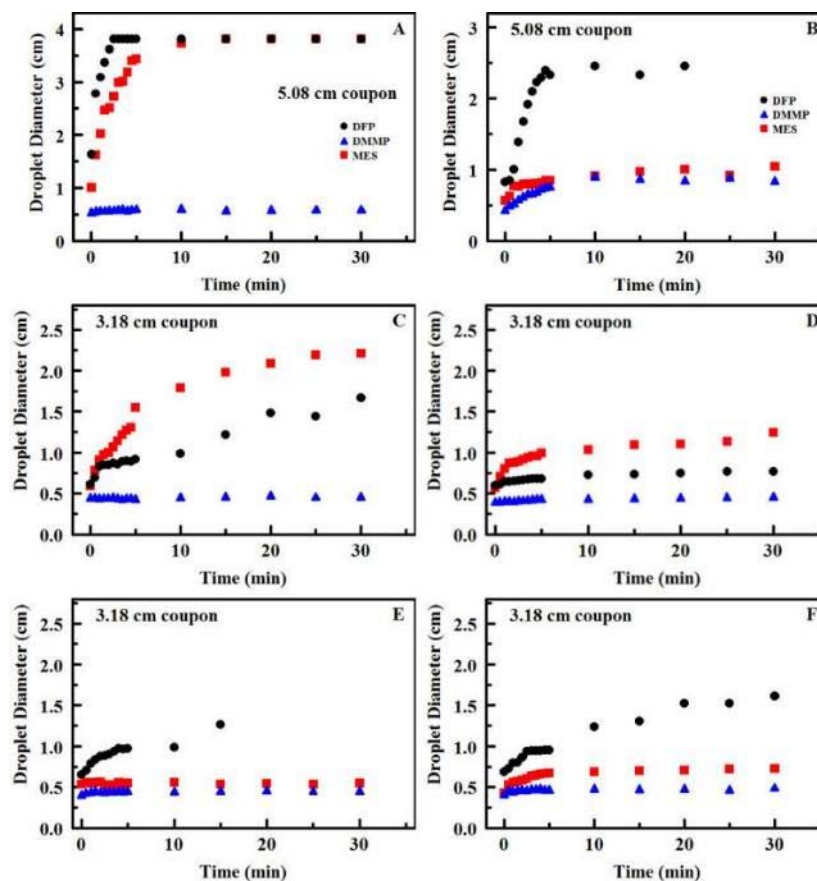 A
5.08 cm coupon
DFP
DMMP
MES
Droplet Diameter (cm)
4
3
2
1
0
0 10 20 30
Time (min)
B
5.08 cm coupon
DFP
DMMP
MES
Droplet Diameter (cm)
3
2
1
0
0 10 20 30
Time (min)
3.18 cm coupon C
Droplet Diameter (cm)
2.5
2.0
1.5
1.0
0.5
0.0
0 10 20 30
Time (min)
3.18 cm coupon D
Droplet Diameter (cm)
2.5
2.0
1.5
1.0
0.5
0.0
0 10 20 30
Time (min)
3.18 cm coupon E
Droplet Diameter (cm)
2.5
2.0
1.5
1.0
0.5
0.0
0 10 20 30
Time (min)
3.18 cm coupon F
Droplet Diameter (cm)
2.5
2.0
1.5
1.0
0.5
0.0
0 10 20 30
Time (min)